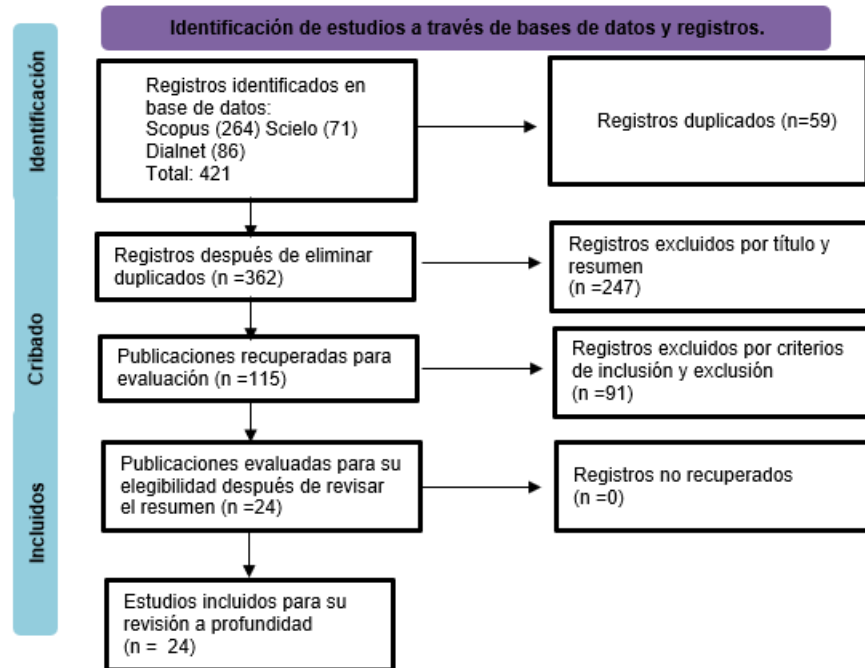 Identificación de estudios a través de bases de datos y registros.
Identificación
Registros identificados en
base de datos:
Scopus (264) Scielo (71)
Dialnet (86)
Total: 421
Registros duplicados (n=59)
Cribado
Registros después de eliminar
duplicados (n =362)
Registros excluidos por título y
resumen
(n =247)
Publicaciones recuperadas para
evaluación (n =115)
Registros excluidos por criterios
de inclusión y exclusión
(n =91)
Incluidos
Publicaciones evaluadas para su
elegibilidad después de revisar
el resumen (n =24)
Registros no recuperados
(n =0)
Estudios incluidos para su
revisión a profundidad
(n = 24)